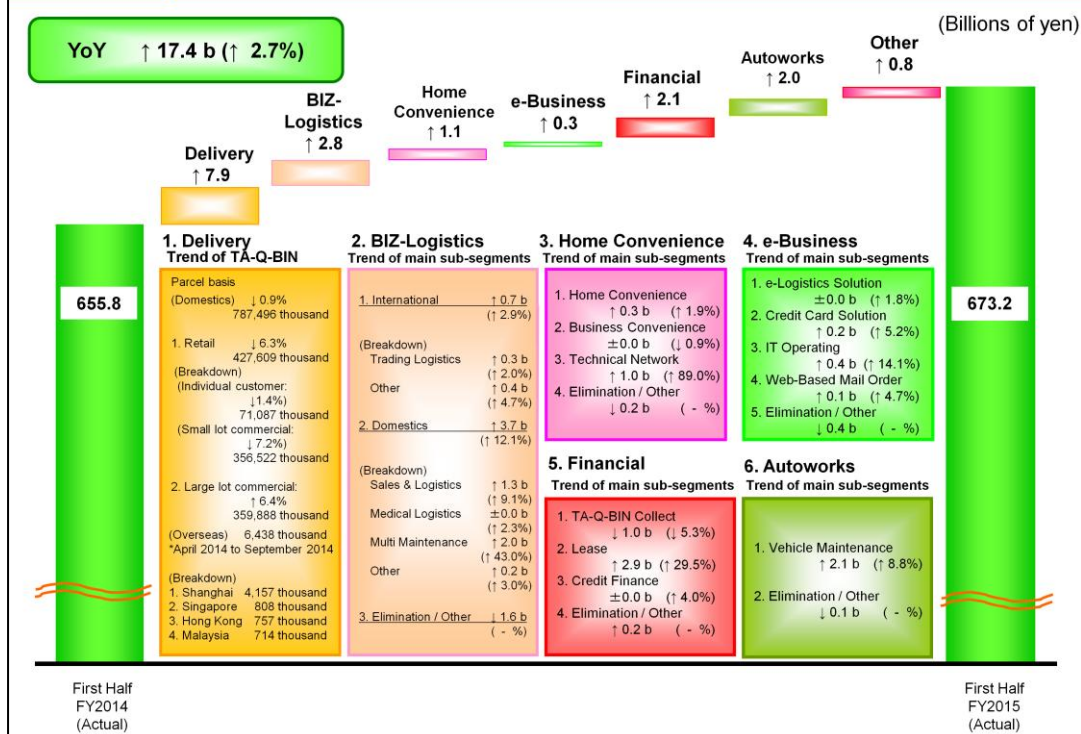 (Billions of yen)
YoY ↑ 17.4 b (↑ 2.7%)
Delivery
↑ 7.9
BIZ-
Logistics
↑ 2.8
Home
Convenience
↑ 1.1
e-Business
↑ 0.3
Financial
↑ 2.1
Autoworks
↑ 2.0
Other
↑ 0.8
655.8
1. Delivery
Trend of TA-Q-BIN
Parcel basis
(Domestics) ↓ 0.9%
787,496 thousand
1. Retail ↓ 6.3%
427,609 thousand
(Breakdown)
(Individual customer:
↓1.4%)
71,087 thousand
(Small lot commercial:
↓ 7.2%)
356,522 thousand
2. Large lot commercial:
↑ 6.4%
359,888 thousand
(Overseas) 6,438 thousand
*April 2014 to September 2014
(Breakdown)
1. Shanghai 4,157 thousand
2. Singapore 808 thousand
3. Hong Kong 757 thousand
4. Malaysia 714 thousand
2. BIZ-Logistics
Trend of main sub-segments
1. International ↑ 0.7 b
(↑ 2.9%)
(Breakdown)
Trading Logistics ↑ 0.3 b
(↑ 2.0%)
Other ↑ 0.4 b
(↑ 4.7%)
2. Domestics ↑ 3.7 b
(↑ 12.1%)
(Breakdown)
Sales & Logistics ↑ 1.3 b
(↑ 9.1%)
Medical Logistics ±0.0 b
(↑ 2.3%)
Multi Maintenance ↑ 2.0 b
(↑ 43.0%)
Other ↑ 0.2 b
(↑ 3.0%)
3. Elimination / Other ↓ 1.6 b
( - %)
3. Home Convenience
Trend of main sub-segments
1. Home Convenience
↑ 0.3 b (↑ 1.9%)
2. Business Convenience
±0.0 b (↓ 0.9%)
3. Technical Network
↑ 1.0 b (↑ 89.0%)
4. Elimination / Other
↓ 0.2 b ( - %)
4. e-Business
Trend of main sub-segments
1. e-Logistics Solution
±0.0 b (↑ 1.8%)
2. Credit Card Solution
↑ 0.2 b (↑ 5.2%)
3. IT Operating
↑ 0.4 b (↑ 14.1%)
4. Web-Based Mail Order
↑ 0.1 b (↑ 4.7%)
5. Elimination / Other
↓ 0.4 b ( - %)
5. Financial
Trend of main sub-segments
1. TA-Q-BIN Collect
↓ 1.0 b (↓ 5.3%)
2. Lease
↑ 2.9 b (↑ 29.5%)
3. Credit Finance
±0.0 b (↑ 4.0%)
4. Elimination / Other
↑ 0.2 b ( - %)
6. Autoworks
Trend of main sub-segments
1. Vehicle Maintenance
↑ 2.1 b (↑ 8.8%)
2. Elimination / Other
↓ 0.1 b ( - %)
673.2
First Half
FY2014
(Actual)
First Half
FY2015
(Actual)